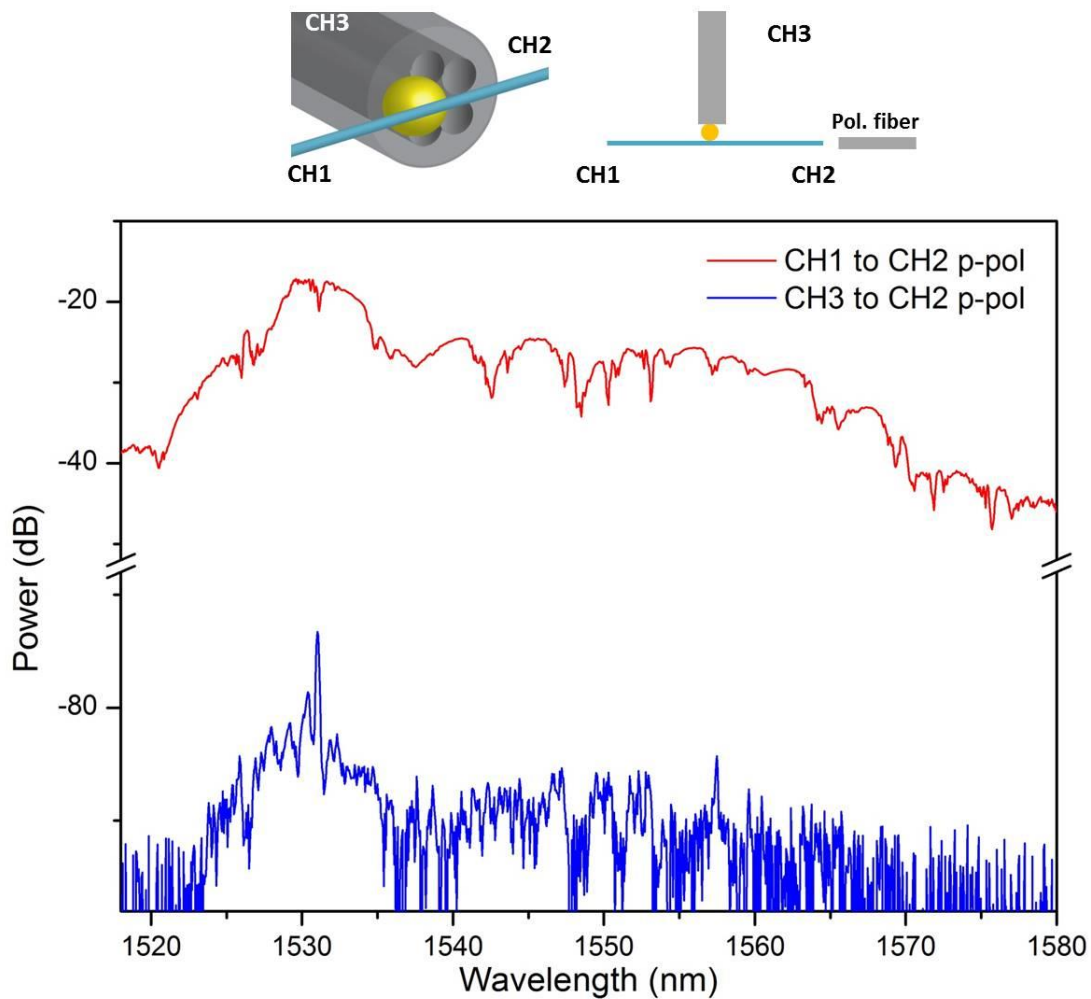 CH3
CH2
CH1
CH3
Pol. fiber
CH1
CH2
CH1 to CH2 p-pol
CH3 to CH2 p-pol
Power (dB)
-20
-40
-80
1520 1530 1540 1550 1560 1570 1580
Wavelength (nm)